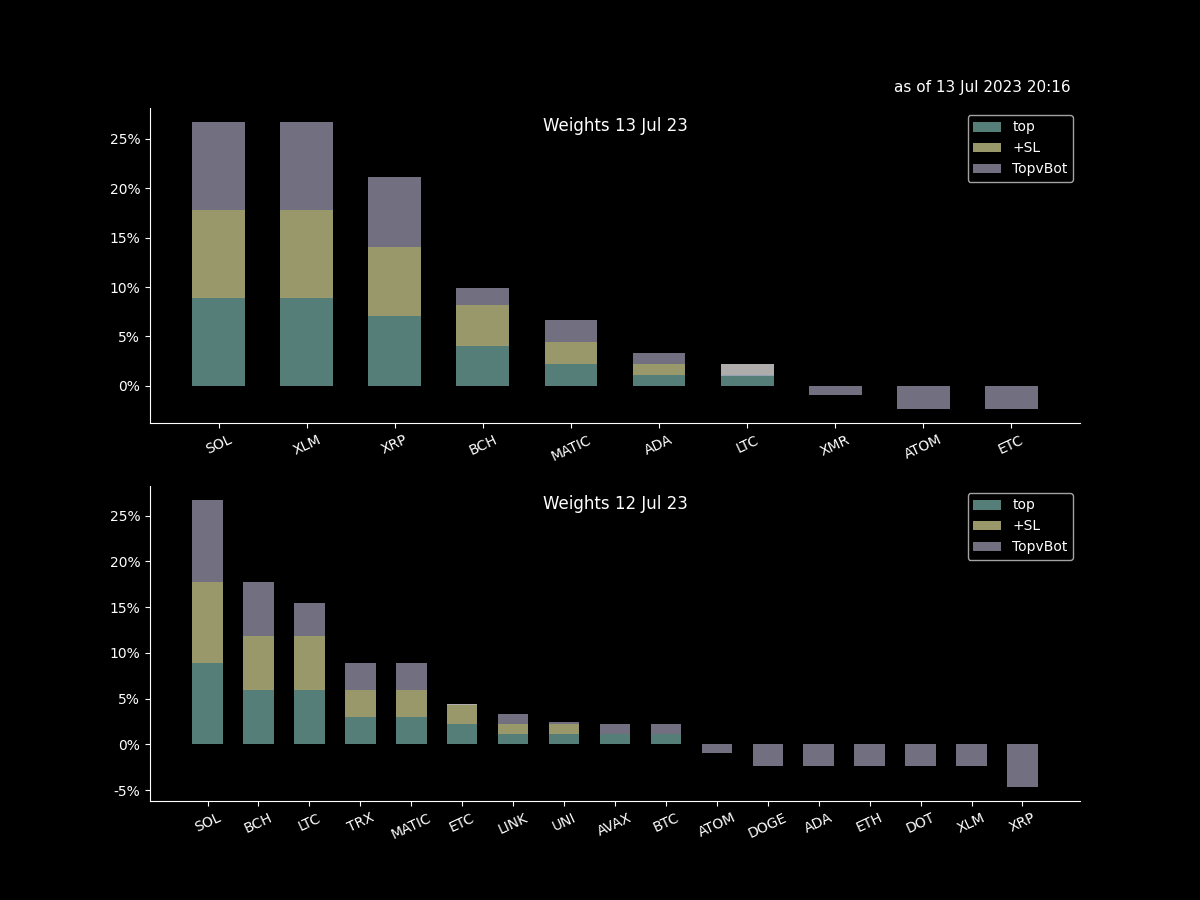 as of 13 Jul 2023 20:16
Weights 13 Jul 23
top
+SL
TopvBot
25%
20%
15%
10%
5%
0%
SOL XLM XRP BCH MATIC ADA LTC XMR ATOM ETC
Weights 12 Jul 23
top
+SL
TopvBot
25%
20%
15%
10%
5%
0%
-5%
SOL BCH LTC TRX MATIC ETC LINK UNI AVAX BTC ATOM DOGE ADA ETH DOT XLM XRP